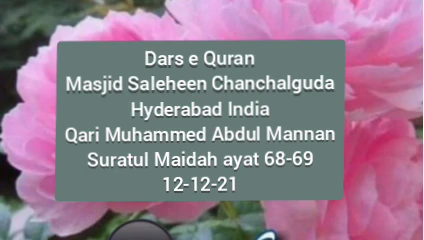 Dars e Quran
Masjid Saleheen Chanchalguda
Hyderabad India
Qari Muhammed Abdul Mannan
Suratul Maidah ayat 68-69
12-12-21